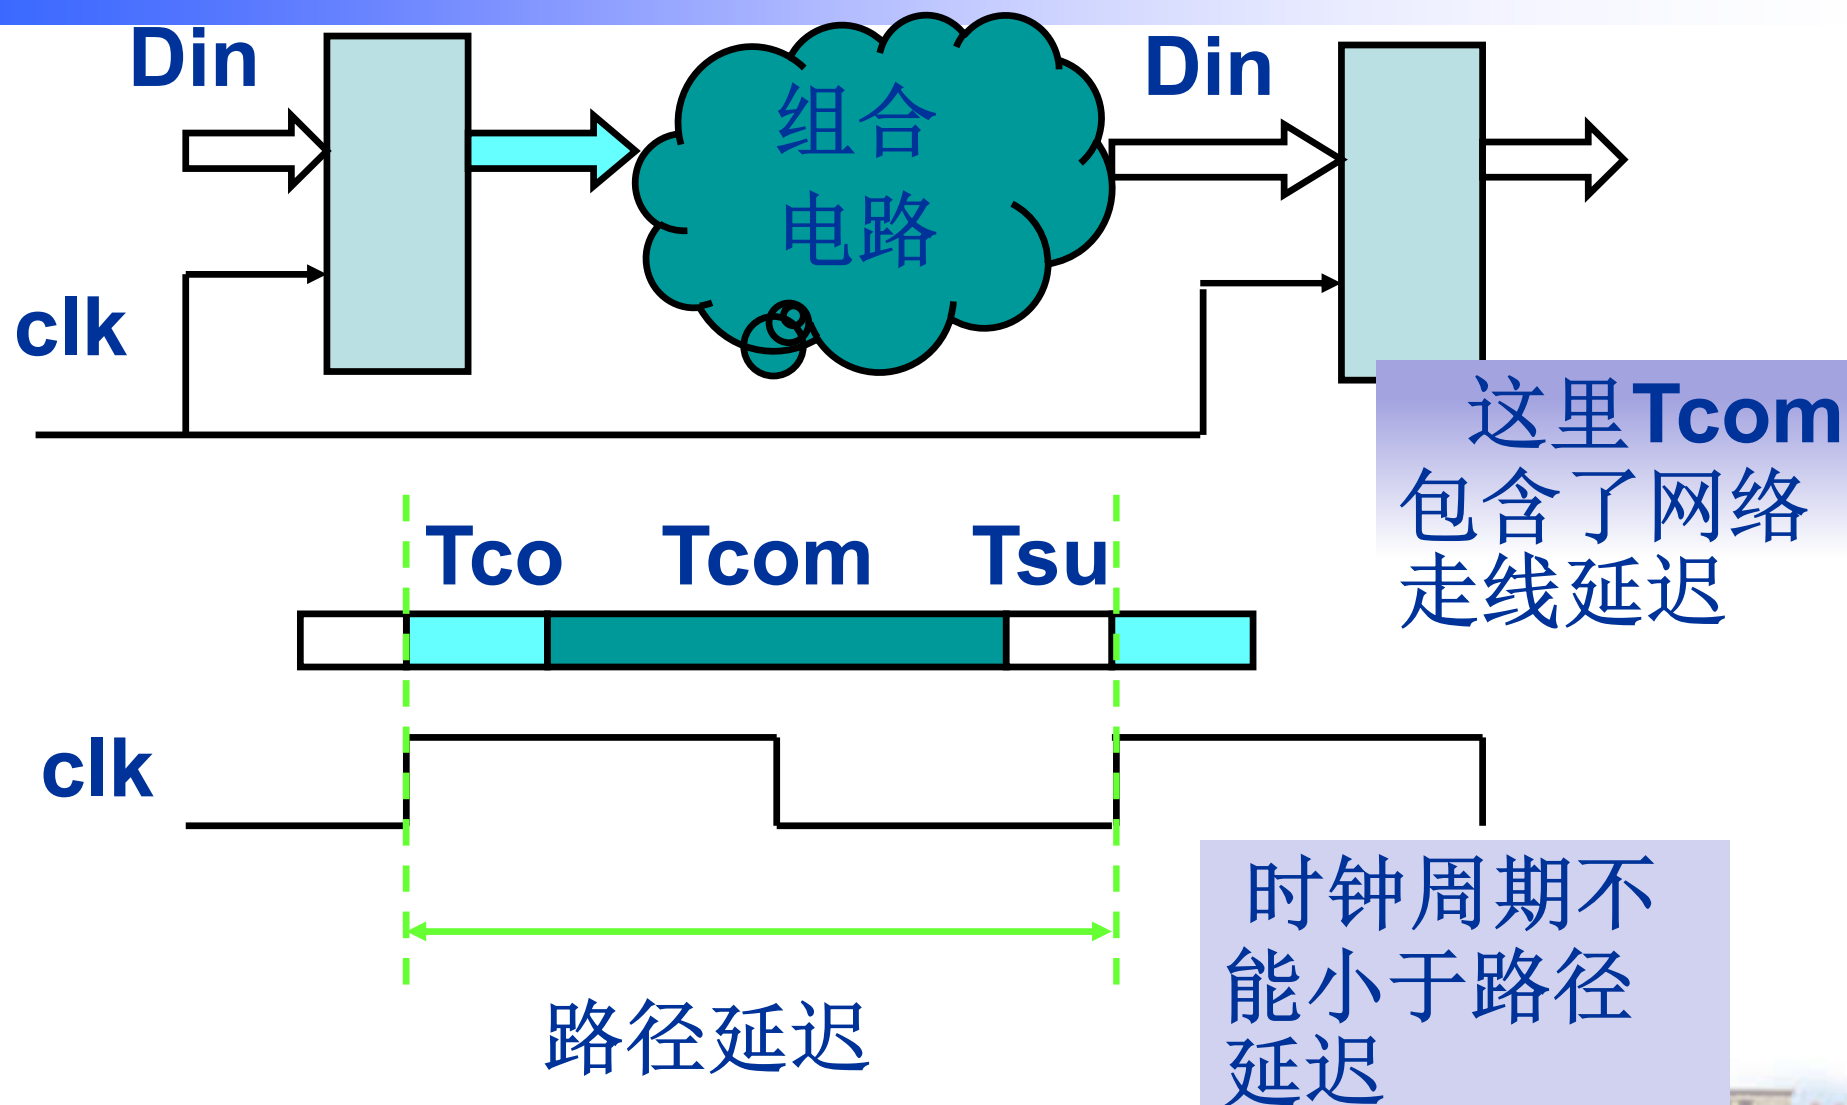 Din
Din
组合
电路
clk
这里Tcom
包含了网络
走线延迟
Tco Tcom Tsu
clk
时钟周期不
能小于路径
延迟
路径延迟